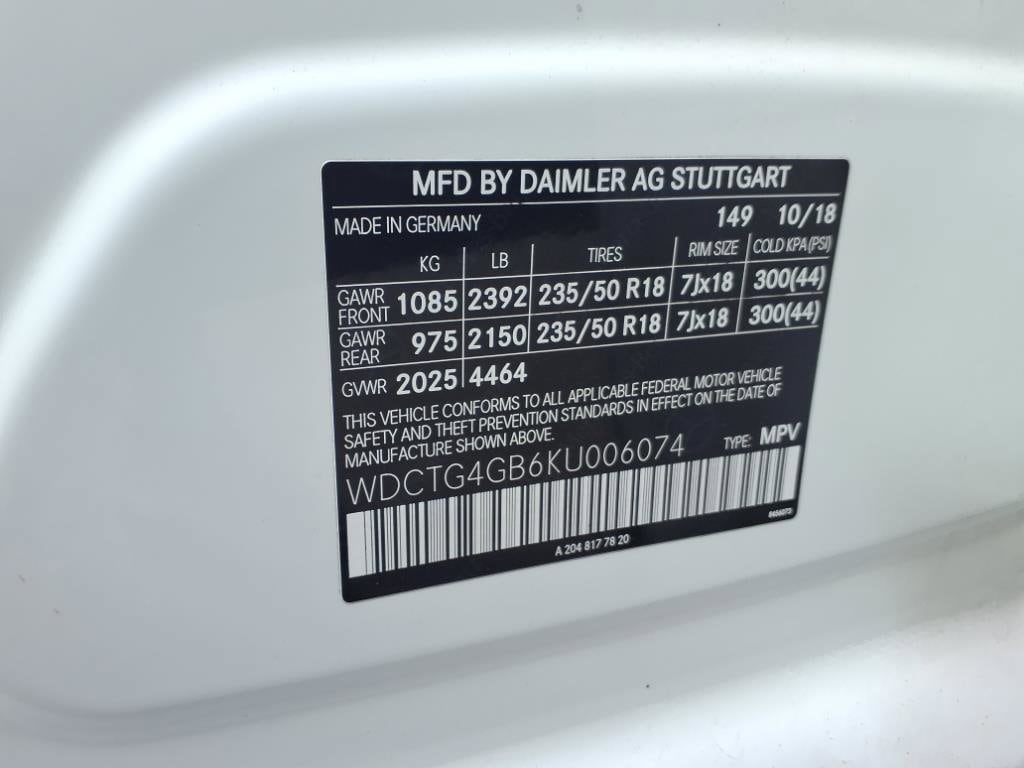 MFD BY DAIMLER AG STUTTGART
MADE IN GERMANY 149 10/18
KG LB TIRES RIM SIZE COLD KPA(PSI)
GAWR FRONT 1085 2392 235/50 R18 7Jx18 300(44)
GAWR REAR 975 2150 235/50 R18 7Jx18 300(44)
GVWR 2025 4464
THIS VEHICLE CONFORMS TO ALL APPLICABLE FEDERAL MOTOR VEHICLE
SAFETY AND THEFT PREVENTION STANDARDS IN EFFECT ON THE DATE OF
MANUFACTURE SHOWN ABOVE.
TYPE: MPV
WDCTG4GB6KU006074
A 204 817 78 20